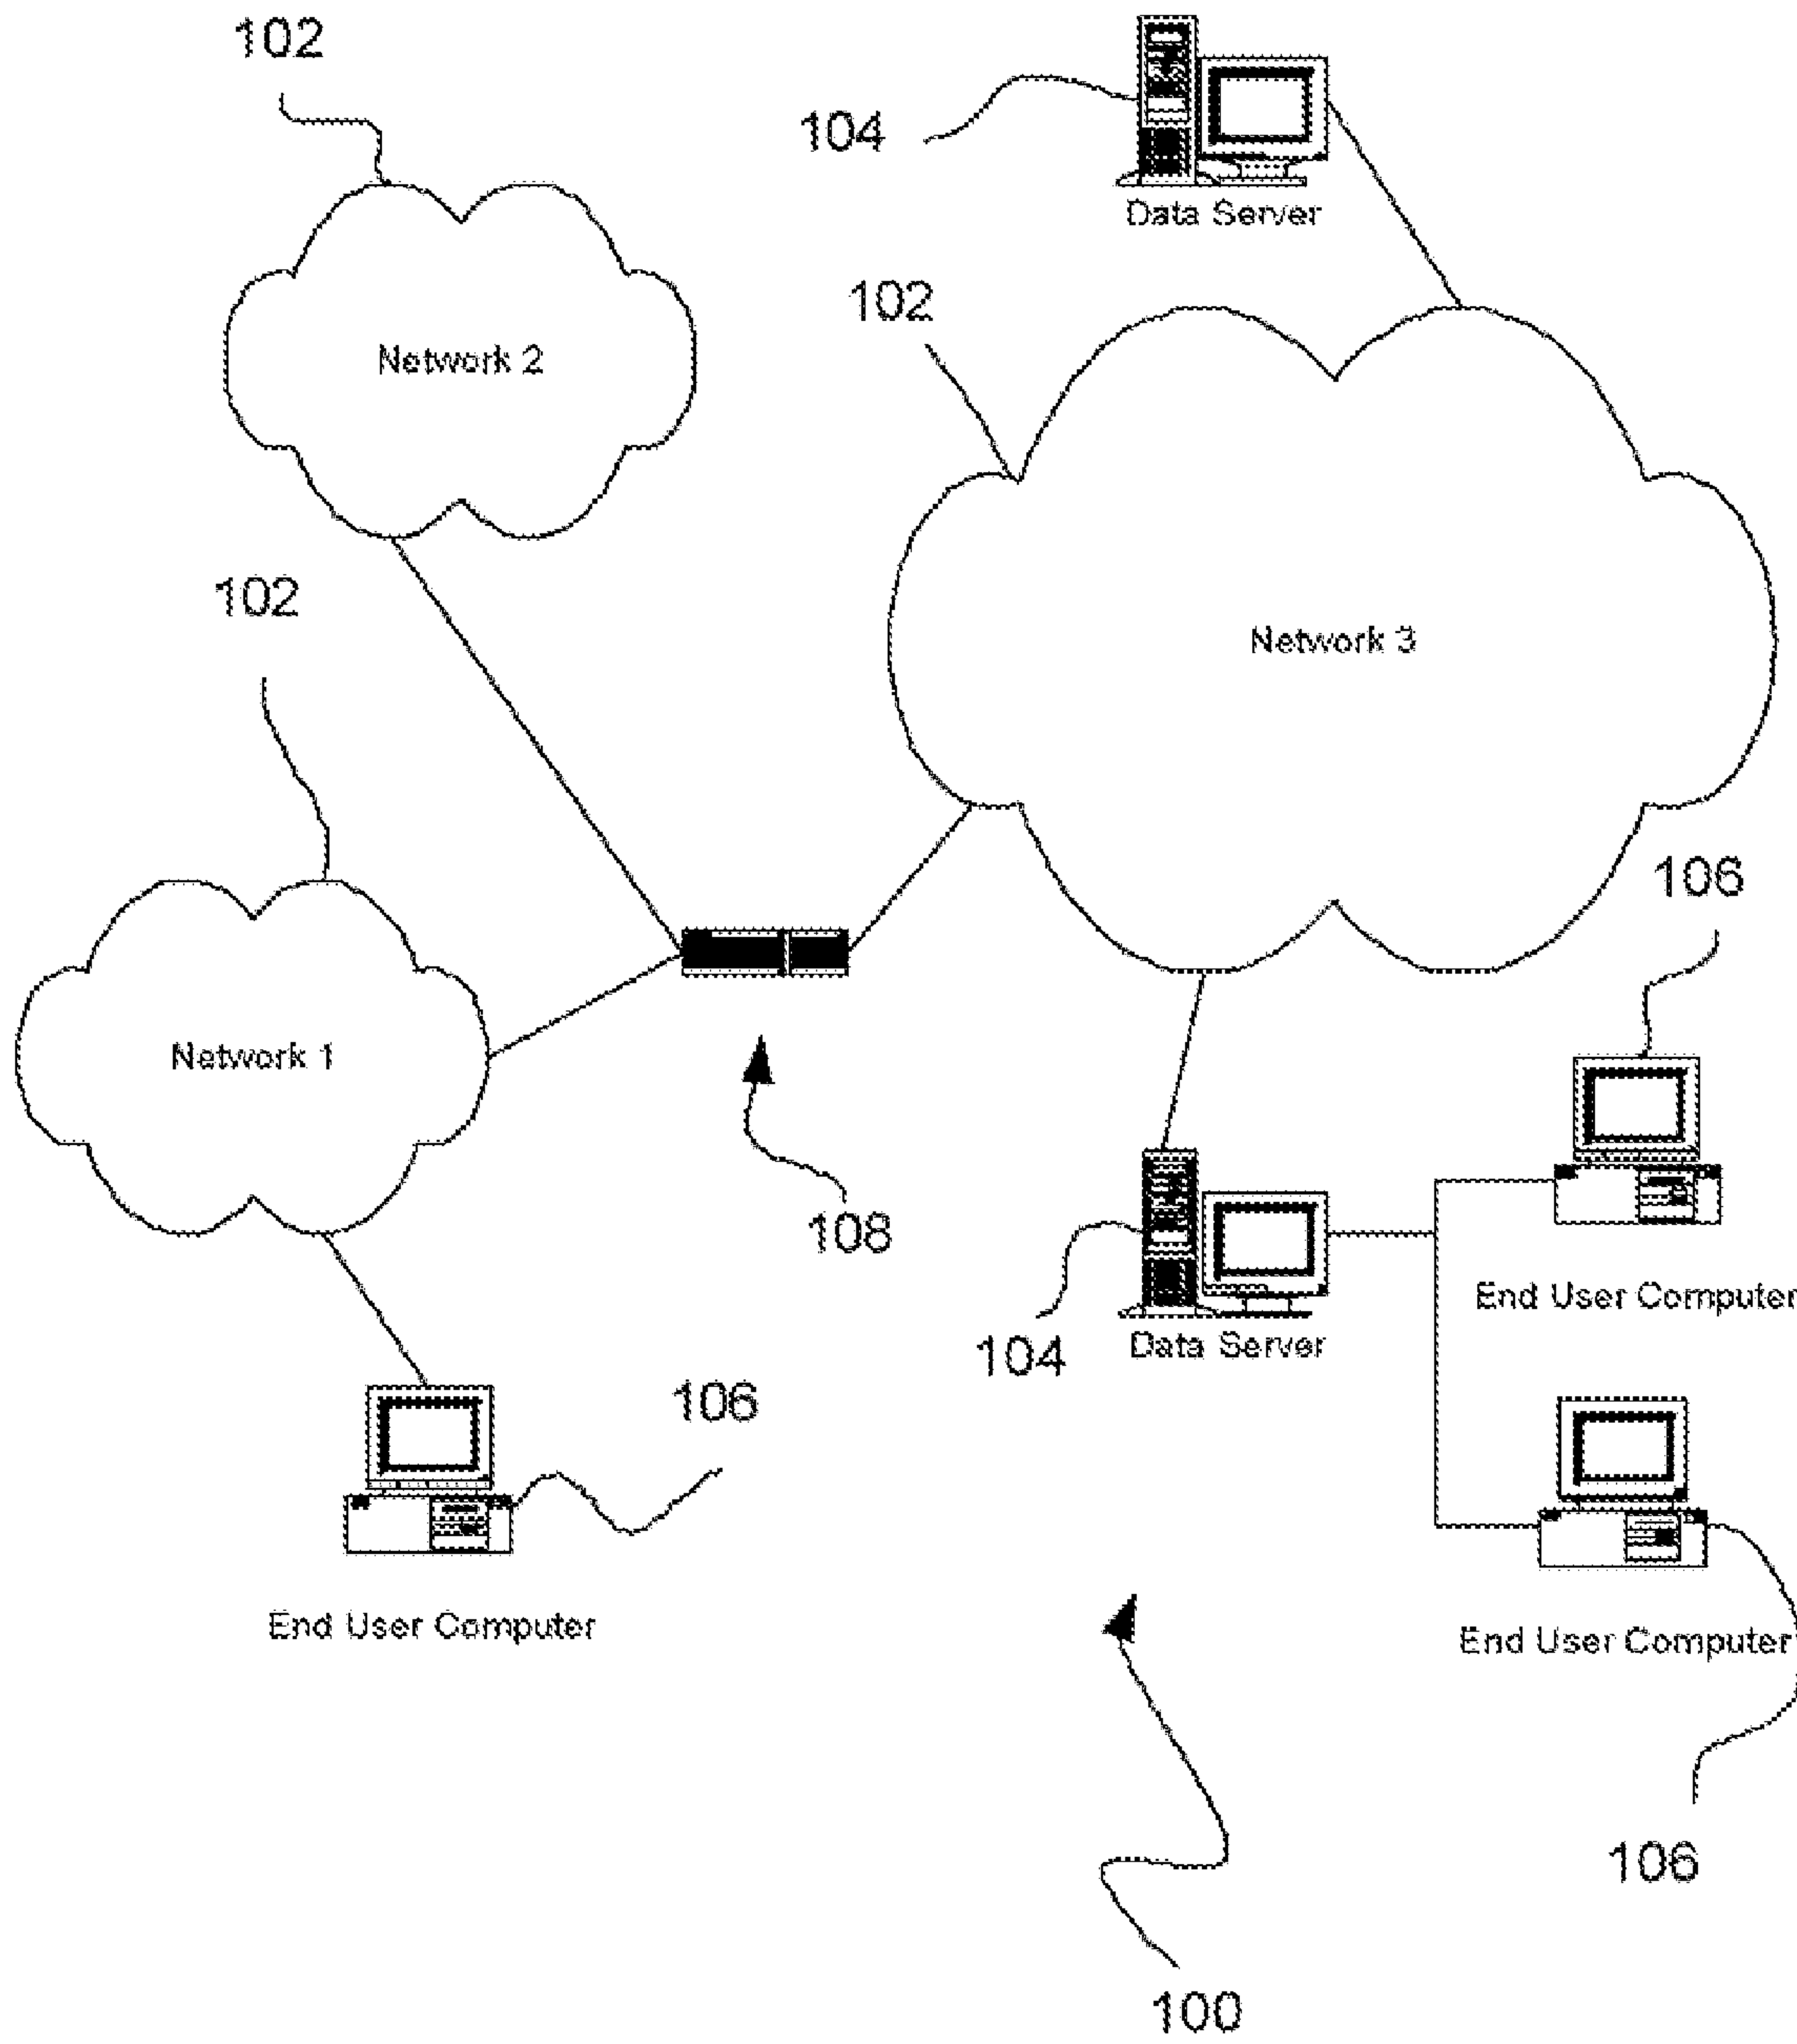 102
104
Data Server
102
Network 2
102
Network 3
106
Network 1
108
End User Computer
104
Data Server
106
End User Computer
End User Computer
106
100